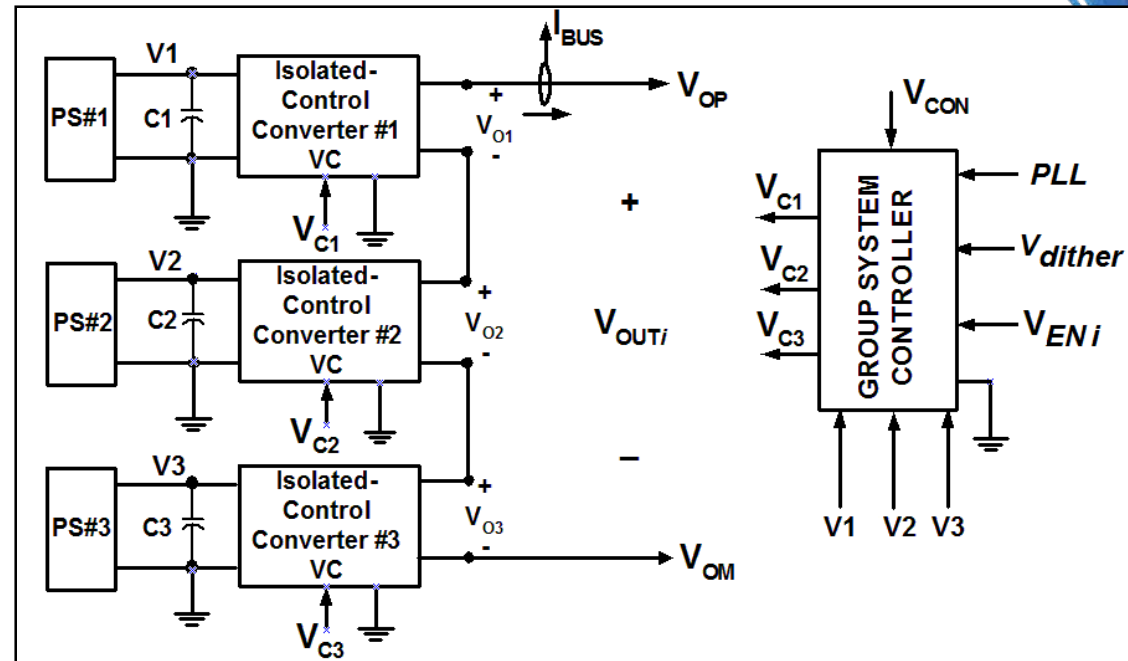 I_BUS
V1
PS#1
C1
Isolated-
Control
Converter #1
VC
+
V_O1
-
V_OP
V_C1
V2
PS#2
C2
Isolated-
Control
Converter #2
VC
+
V_O2
-
V_C2
+
V_OUTi
–
V3
PS#3
C3
Isolated-
Control
Converter #3
VC
+
V_O3
-
V_OM
V_C3
V_CON
V_C1
V_C2
V_C3
GROUP SYSTEM
CONTROLLER
PLL
V_dither
V_EN i
V1 V2 V3